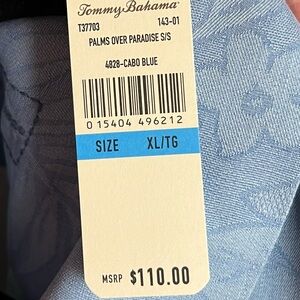 Tommy Bahama
T37703 143-01
PALMS OVER PARADISE S/S
4828-CABO BLUE
0 15404 496212
SIZE XL/TG
MSRP $110.00